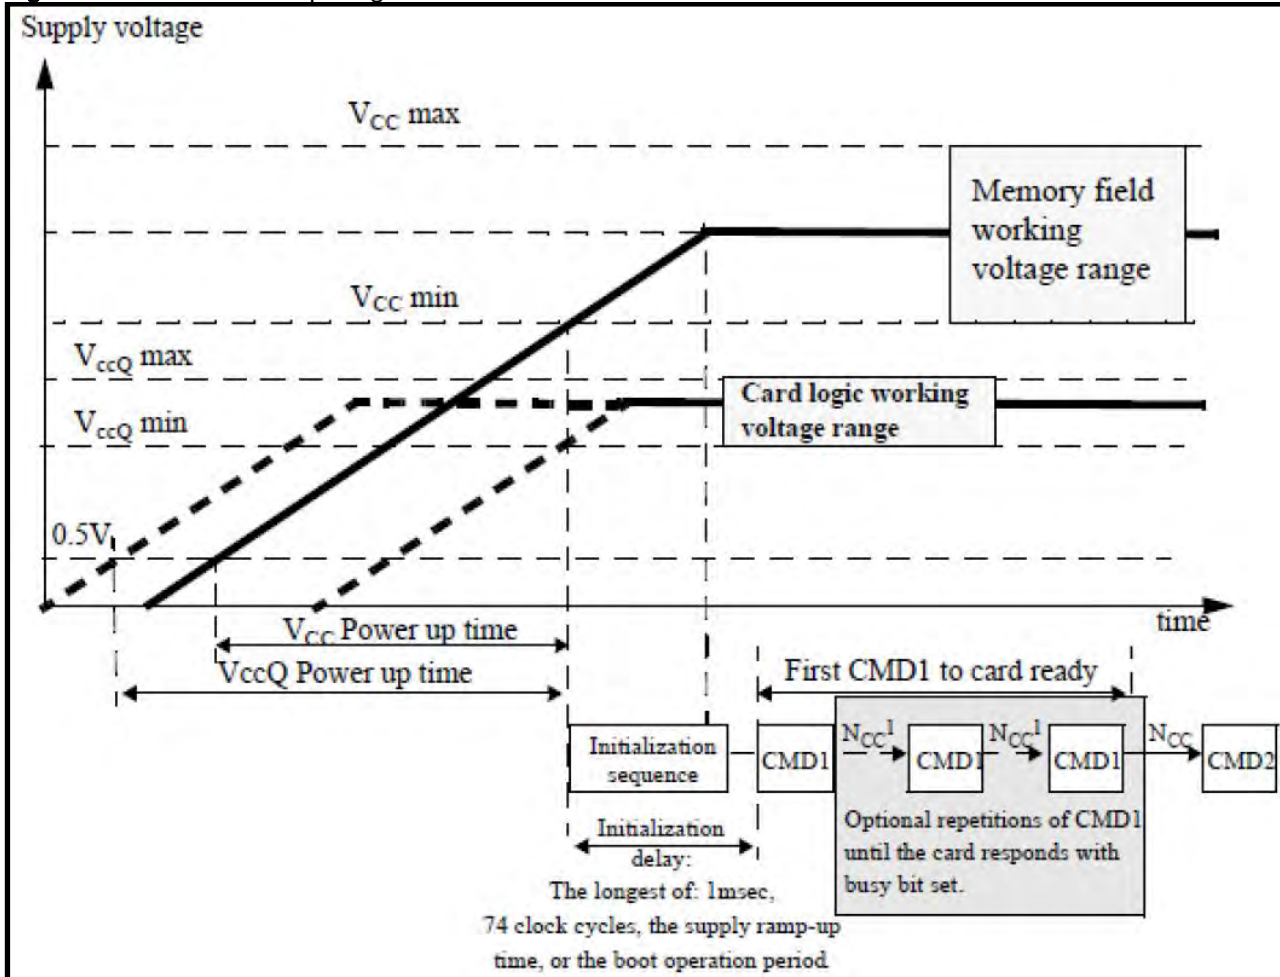 Supply voltage
VCC max
Memory field
working
voltage range
VCC min
VccQ max
Card logic working
voltage range
VccQ min
0.5V
time
VCC Power up time
VccQ Power up time
First CMD1 to card ready
Initialization
sequence
CMD1
NCC1
CMD1
NCC1
CMD1
NCC
CMD2
Optional repetitions of CMD1
until the card responds with
busy bit set.
Initialization
delay:
The longest of: 1msec,
74 clock cycles, the supply ramp-up
time, or the boot operation period